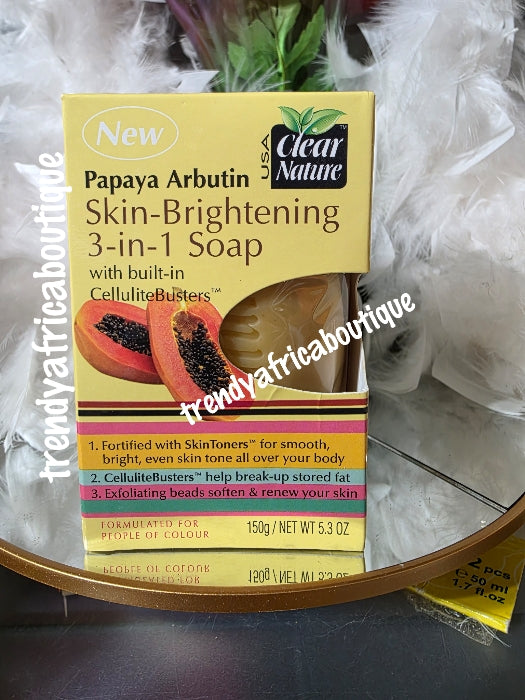 New
USA
Clear
Nature™
Papaya Arbutin
Skin-Brightening
3-in-1 Soap
with built-in
CelluliteBusters™
1. Fortified with SkinToners™ for smooth,
bright, even skin tone all over your body
2. CelluliteBusters™ help break-up stored fat
3. Exfoliating beads soften & renew your skin
FORMULATED FOR
PEOPLE OF COLOUR
150g / NET WT 5.3 OZ
trendyafricaboutique
trendyafricaboutique
2 pcs
e 50 ml
1.7 fl.oz